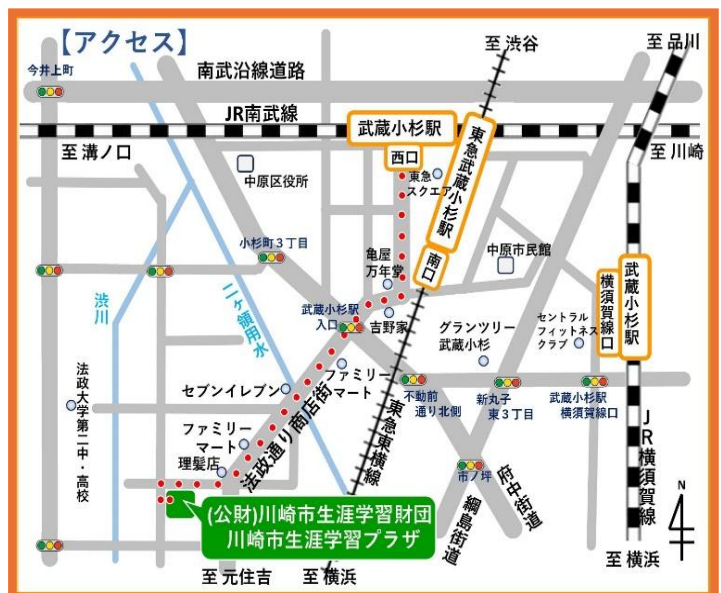 【アクセス】
至 渋谷
至 品川
今井上町
南武沿線道路
JR南武線
武蔵小杉駅
至 溝ノ口
西口
至 川崎
東急
スクエア
東急武蔵小杉駅
中原区役所
小杉町3丁目
亀屋
万年堂
南口
中原市民館
武蔵小杉駅
横須賀線口
渋川
二ヶ領用水
武蔵小杉駅
入口
吉野家
グランツリー
武蔵小杉
セントラル
フィットネス
クラブ
法政大学第二中・高校
セブンイレブン
ファミリー
マート
不動前
通り北側
新丸子
東3丁目
武蔵小杉駅
横須賀線口
法政通り商店街
東急東横線
JR横須賀線
ファミリー
マート
理髪店
市ノ坪
府中街道
綱島街道
N
(公財)川崎市生涯学習財団
川崎市生涯学習プラザ
至 元住吉
至 横浜
至 横浜